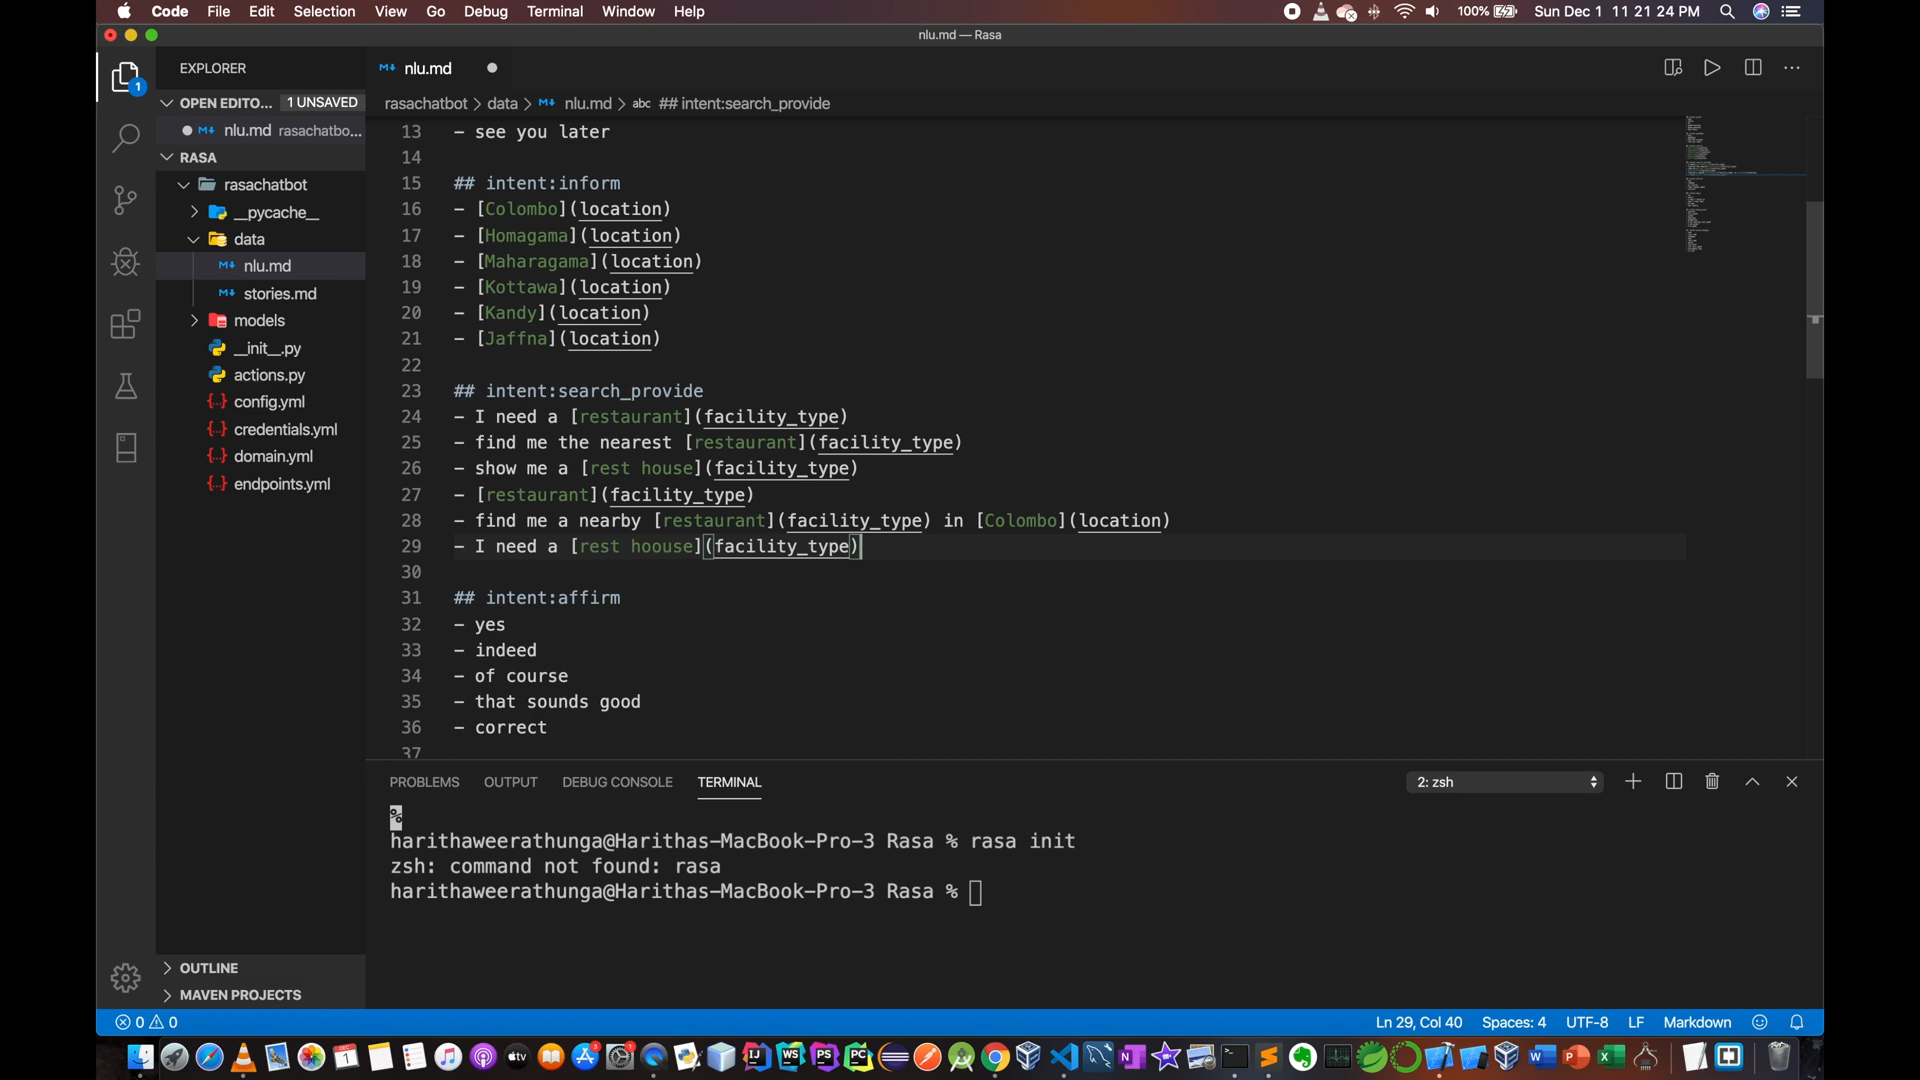 Code File Edit Selection View Go Debug Terminal Window Help 100% Sun Dec 1 11 21 24 PM
nlu.md — Rasa
EXPLORER
nlu.md
OPEN EDITO... 1 UNSAVED
rasachatbot > data > nlu.md > abc ## intent:search_provide
nlu.md rasachatbo...
RASA
rasachatbot
__pycache__
data
nlu.md
stories.md
models
__init__.py
actions.py
config.yml
credentials.yml
domain.yml
endpoints.yml
OUTLINE
MAVEN PROJECTS
13 - see you later
14
15 ## intent:inform
16 - [Colombo](location)
17 - [Homagama](location)
18 - [Maharagama](location)
19 - [Kottawa](location)
20 - [Kandy](location)
21 - [Jaffna](location)
22
23 ## intent:search_provide
24 - I need a [restaurant](facility_type)
25 - find me the nearest [restaurant](facility_type)
26 - show me a [rest house](facility_type)
27 - [restaurant](facility_type)
28 - find me a nearby [restaurant](facility_type) in [Colombo](location)
29 - I need a [rest hoouse](facility_type)
30
31 ## intent:affirm
32 - yes
33 - indeed
34 - of course
35 - that sounds good
36 - correct
37
PROBLEMS OUTPUT DEBUG CONSOLE TERMINAL 2: zsh
%
harithaweerathunga@Harithas-MacBook-Pro-3 Rasa % rasa init
zsh: command not found: rasa
harithaweerathunga@Harithas-MacBook-Pro-3 Rasa %
0 0 Ln 29, Col 40 Spaces: 4 UTF-8 LF Markdown